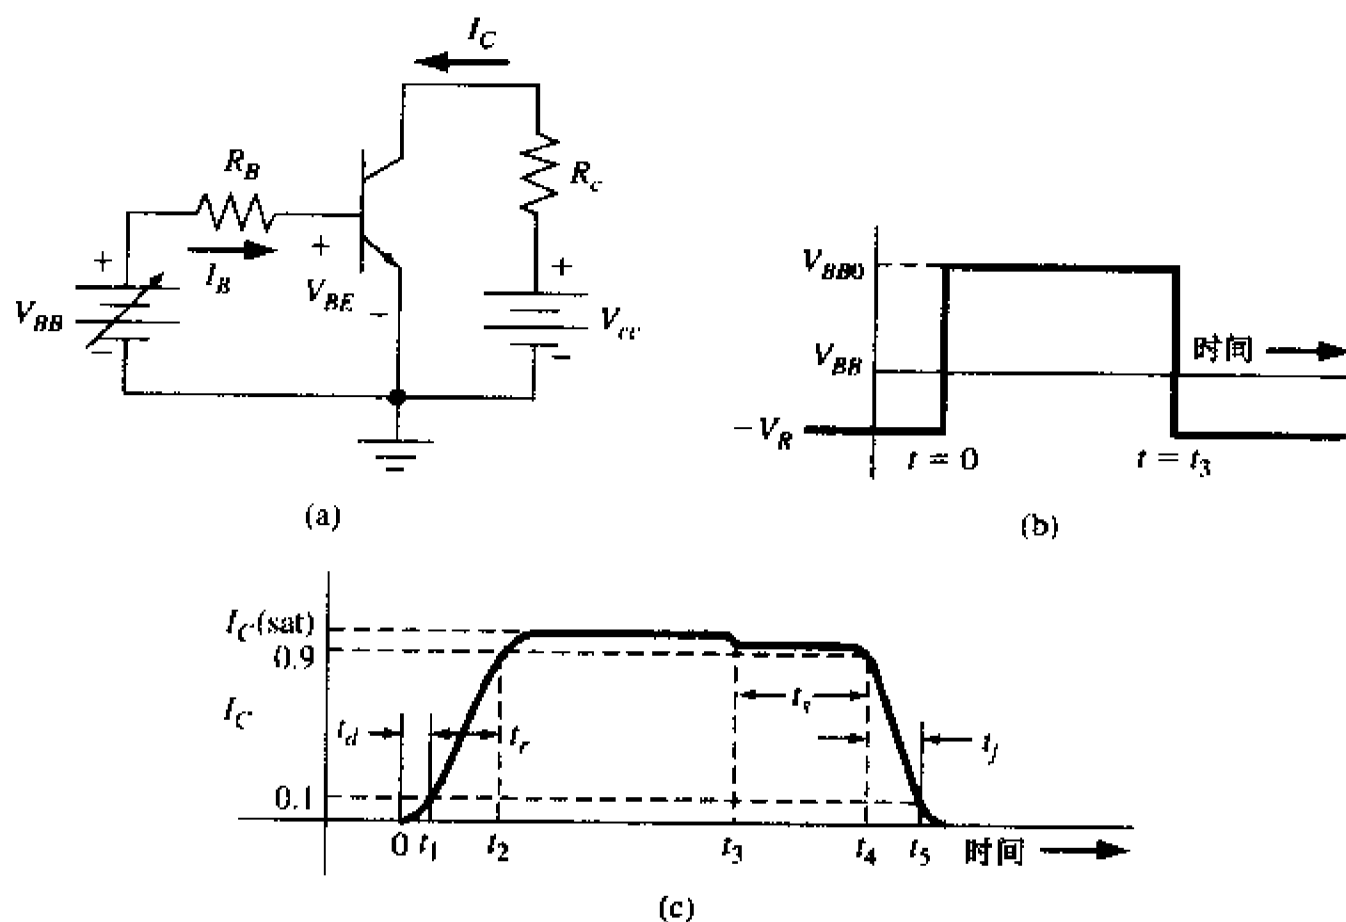 I_C
R_B
R_c
+
I_B
+
V_BE
−
+
V_BB
−
V_cc
−
(a)
V_BB0
V_BB
时间
−V_R
t = 0
t = t_3
(b)
I_C(sat)
0.9
I_C
t_d
t_r
t_s
t_f
0.1
0 t_1 t_2 t_3 t_4 t_5 时间
(c)